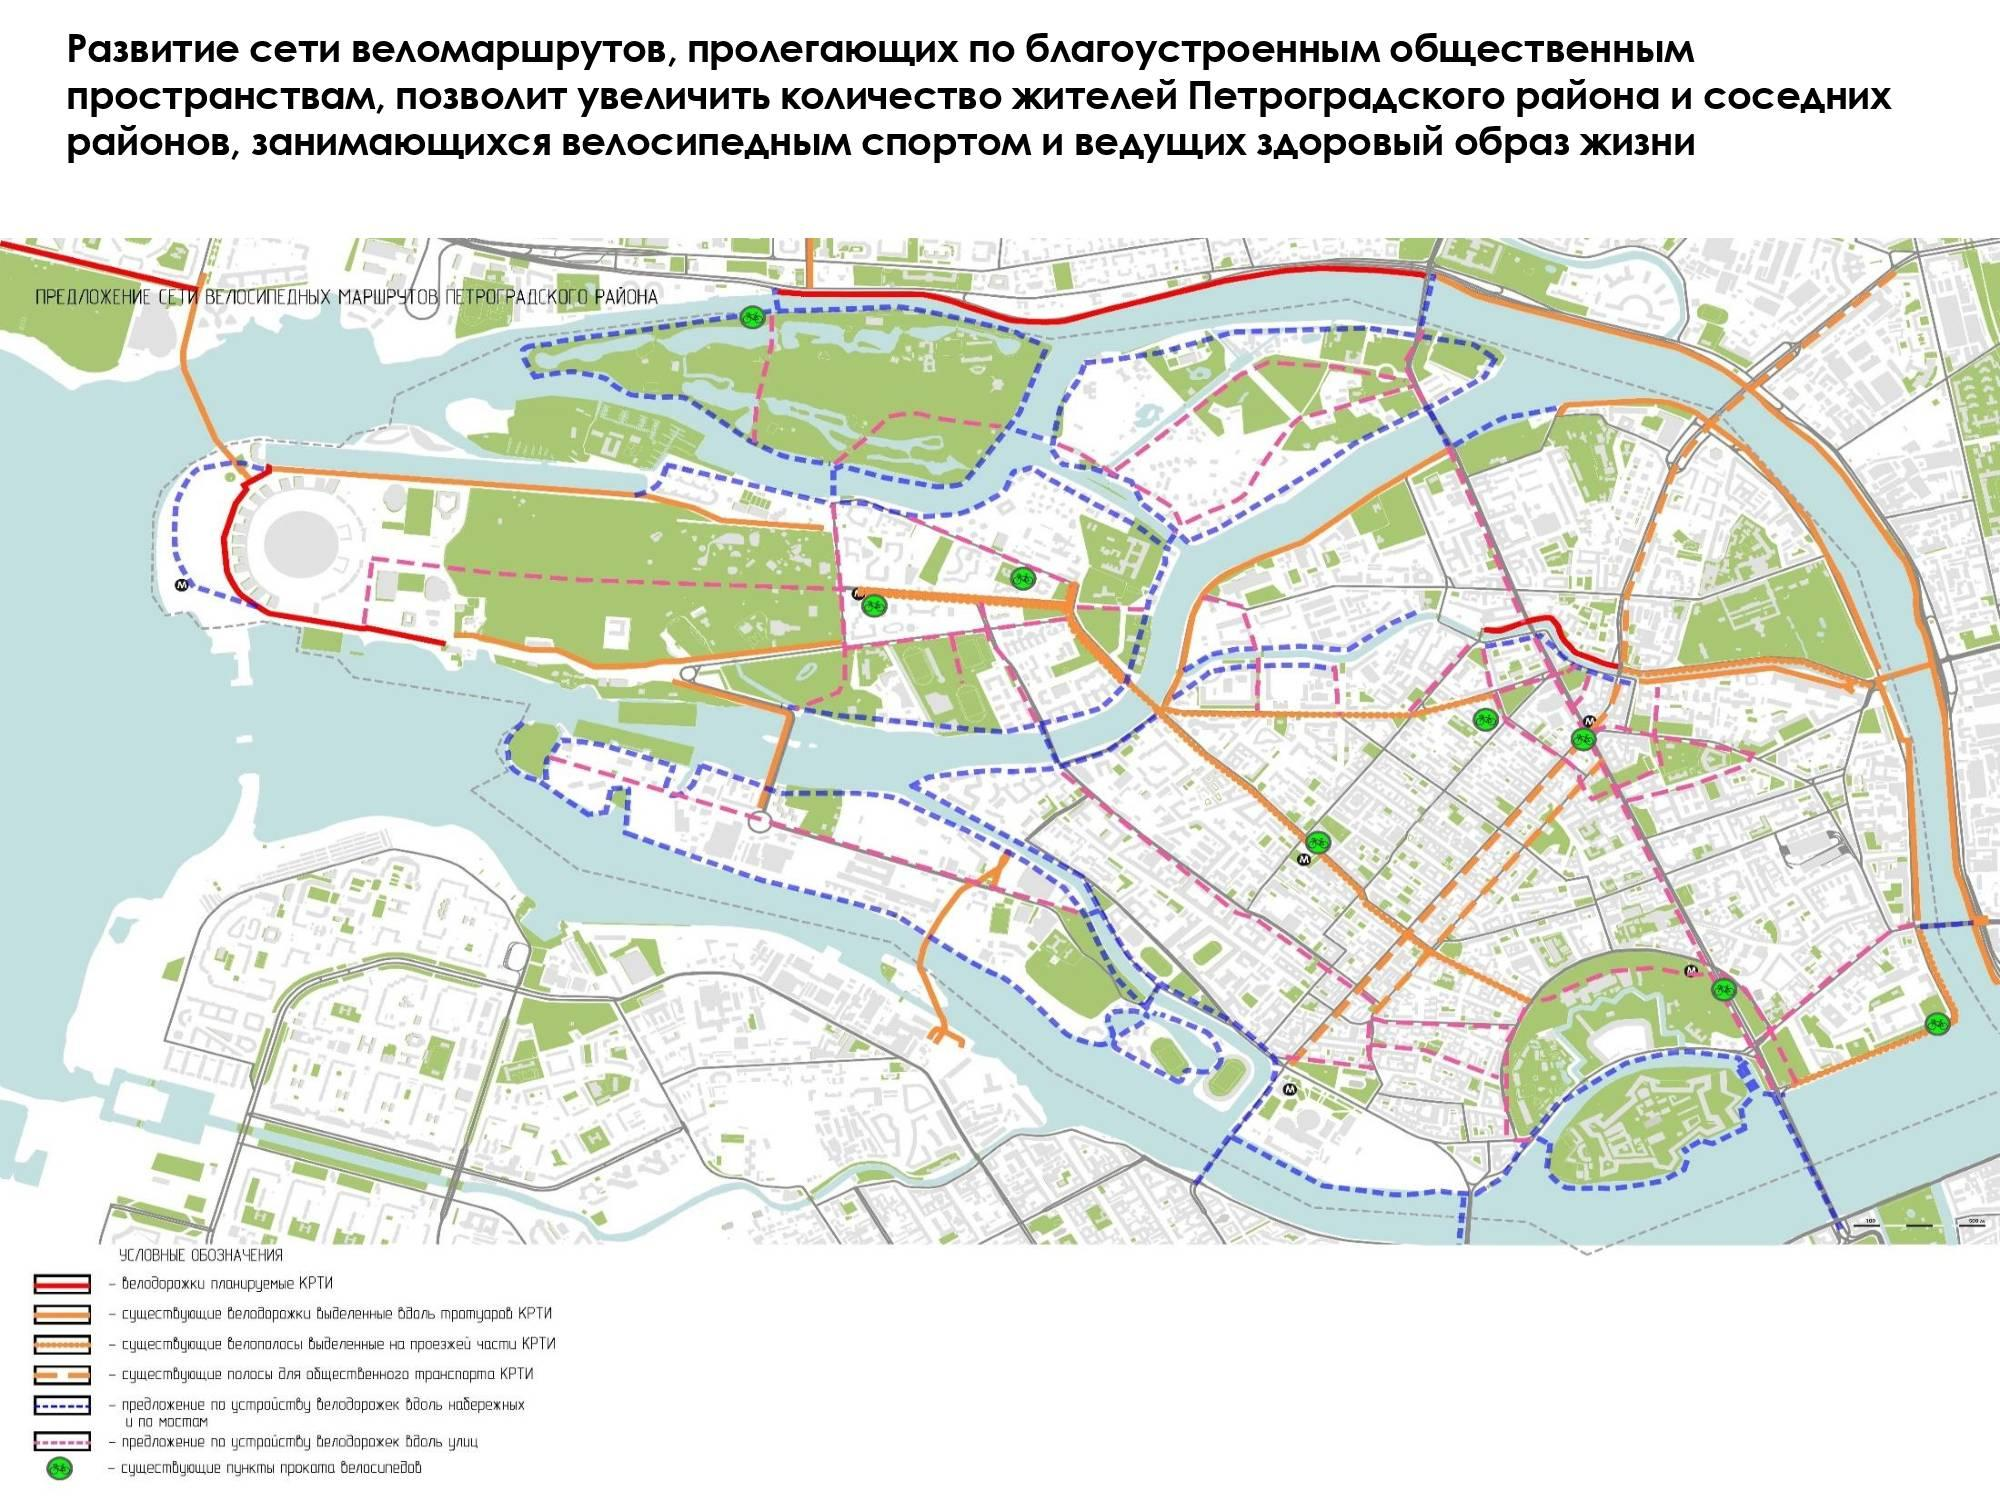 Развитие сети веломаршрутов, пролегающих по благоустроенным общественным
пространствам, позволит увеличить количество жителей Петроградского района и соседних
районов, занимающихся велосипедным спортом и ведущих здоровый образ жизни
ПРЕДЛОЖЕНИЕ СЕТИ ВЕЛОСИПЕДНЫХ МАРШРУТОВ ПЕТРОГРАДСКОГО РАЙОНА
М
М
М
М
М
М
100
500 м
УСЛОВНЫЕ ОБОЗНАЧЕНИЯ
- велодорожки планируемые КРТИ
- существующие велодорожки выделенные вдоль тротуаров КРТИ
- существующие велополосы выделенные на проезжей части КРТИ
- существующие полосы для общественного транспорта КРТИ
- предложение по устройству велодорожек вдоль набережных
и по мостам
- предложение по устройству велодорожек вдоль улиц
- существующие пункты проката велосипедов